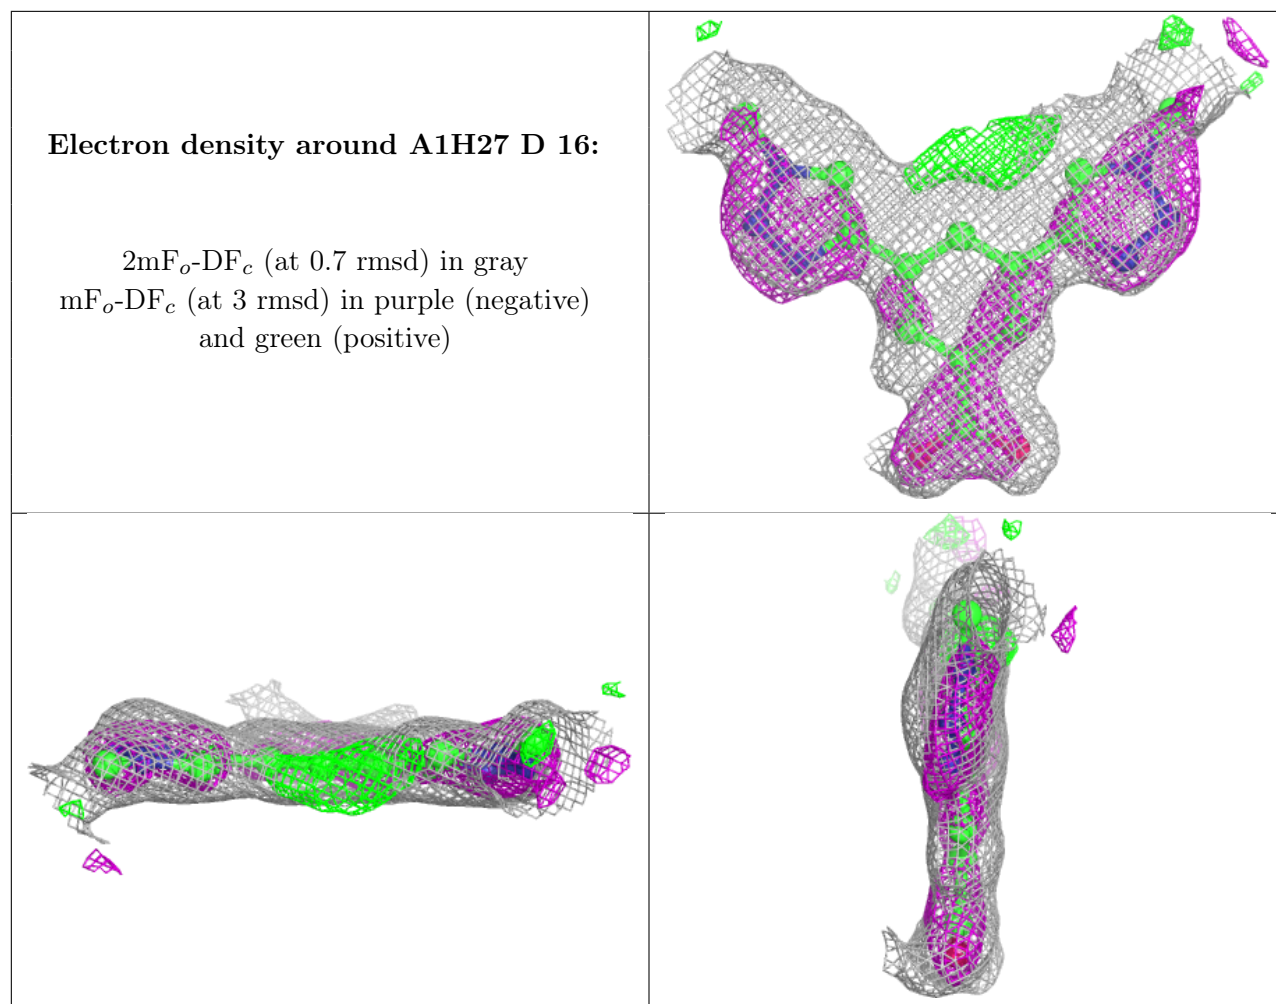 Electron density around A1H27 D 16:
2mFo-DFc (at 0.7 rmsd) in gray
mFo-DFc (at 3 rmsd) in purple (negative)
and green (positive)